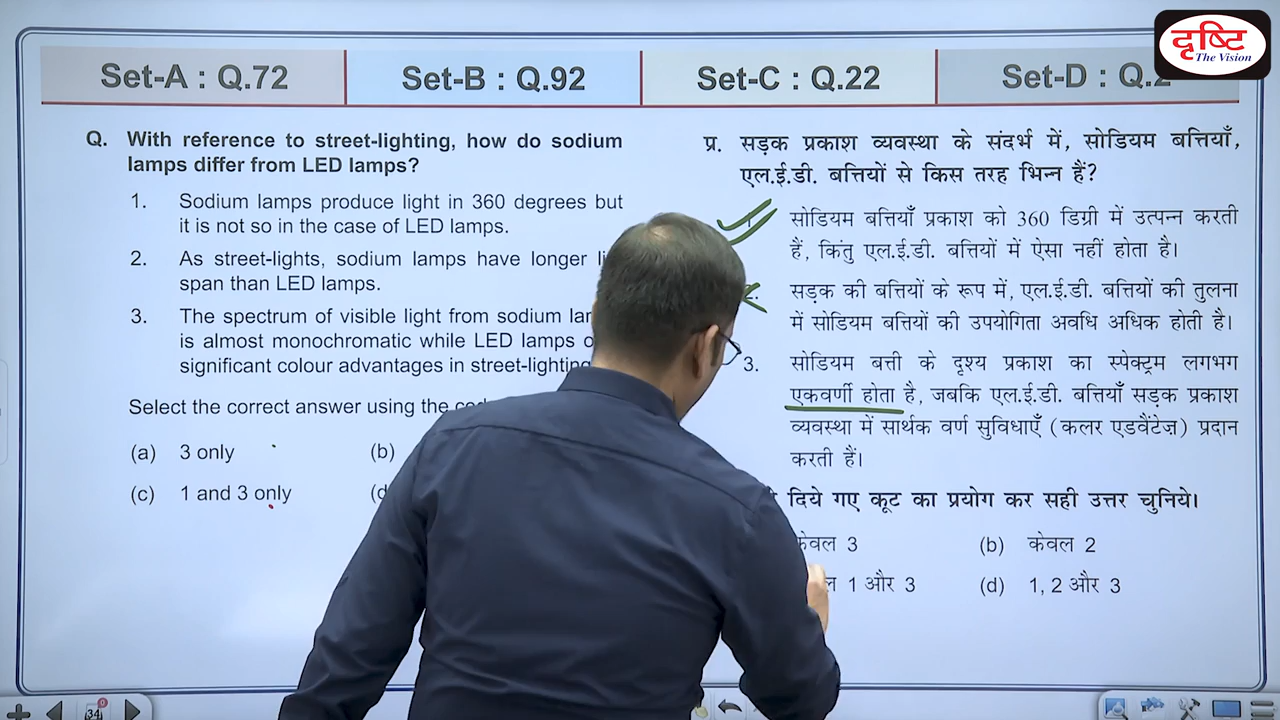 दृष्टि
The Vision
Set-A : Q.72
Set-B : Q.92
Set-C : Q.22
Set-D : Q.2
Q. With reference to street-lighting, how do sodium
lamps differ from LED lamps?
1. Sodium lamps produce light in 360 degrees but
it is not so in the case of LED lamps.
2. As street-lights, sodium lamps have longer
span than LED lamps.
3. The spectrum of visible light from sodium
is almost monochromatic while LED lamps
significant colour advantages in street-lighting
Select the correct answer using the
(a) 3 only
(b)
(c) 1 and 3 only
प्र. सड़क प्रकाश व्यवस्था के संदर्भ में, सोडियम बत्तियाँ,
एल.ई.डी. बत्तियों से किस तरह भिन्न हैं?
सोडियम बत्तियाँ प्रकाश को 360 डिग्री में उत्पन्न करती
हैं, किंतु एल.ई.डी. बत्तियों में ऐसा नहीं होता है।
सड़क की बत्तियों के रूप में, एल.ई.डी. बत्तियों की तुलना
में सोडियम बत्तियों की उपयोगिता अवधि अधिक होती है।
3. सोडियम बत्ती के दृश्य प्रकाश का स्पेक्ट्रम लगभग
एकवर्णी होता है, जबकि एल.ई.डी. बत्तियाँ सड़क प्रकाश
व्यवस्था में सार्थक वर्ण सुविधाएँ (कलर एडवैंटेज़) प्रदान
करती हैं।
दिये गए कूट का प्रयोग कर सही उत्तर चुनिये।
केवल 3
(b) केवल 2
1 और 3
(d) 1, 2 और 3
34